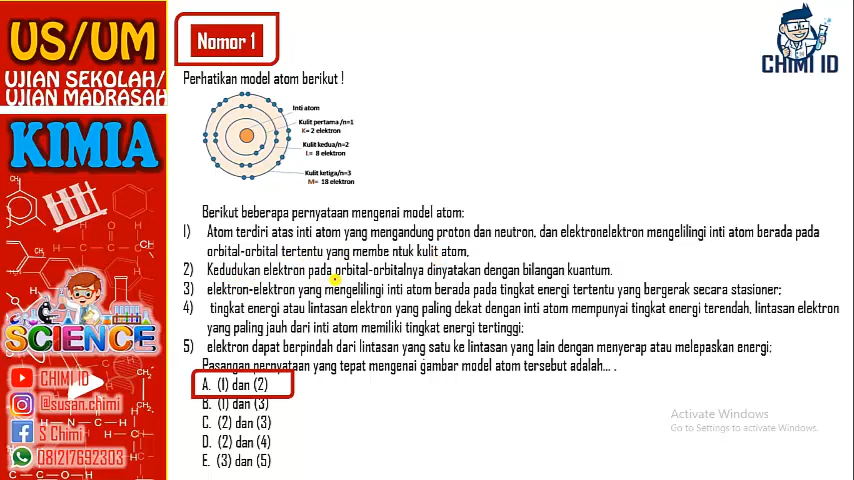 US/UM
UJIAN SEKOLAH/
UJIAN MADRASAH
KIMIA
SCIENCE
CHIMI ID
@susan.chimi
S Chimi
081217692303
Nomor 1
CHIMI ID
Perhatikan model atom berikut !
Inti atom
Kulit pertama/n=1
K= 2 elektron
Kulit kedua/n=2
L= 8 elektron
Kulit ketiga/n=3
M= 18 elektron
Berikut beberapa pernyataan mengenai model atom:
1) Atom terdiri atas inti atom yang mengandung proton dan neutron, dan elektronelektron mengelilingi inti atom berada pada
orbital-orbital tertentu yang membe ntuk kulit atom,
2) Kedudukan elektron pada orbital-orbitalnya dinyatakan dengan bilangan kuantum.
3) elektron-elektron yang mengelilingi inti atom berada pada tingkat energi tertentu yang bergerak secara stasioner;
4) tingkat energi atau lintasan elektron yang paling dekat dengan inti atom mempunyai tingkat energi terendah, lintasan elektron
yang paling jauh dari inti atom memiliki tingkat energi tertinggi;
5) elektron dapat berpindah dari lintasan yang satu ke lintasan yang lain dengan menyerap atau melepaskan energi;
Pasangan pernyataan yang tepat mengenai gambar model atom tersebut adalah... .
A. (1) dan (2)
B. (1) dan (3)
C. (2) dan (3)
D. (2) dan (4)
E. (3) dan (5)
Activate Windows
Go to Settings to activate Windows.